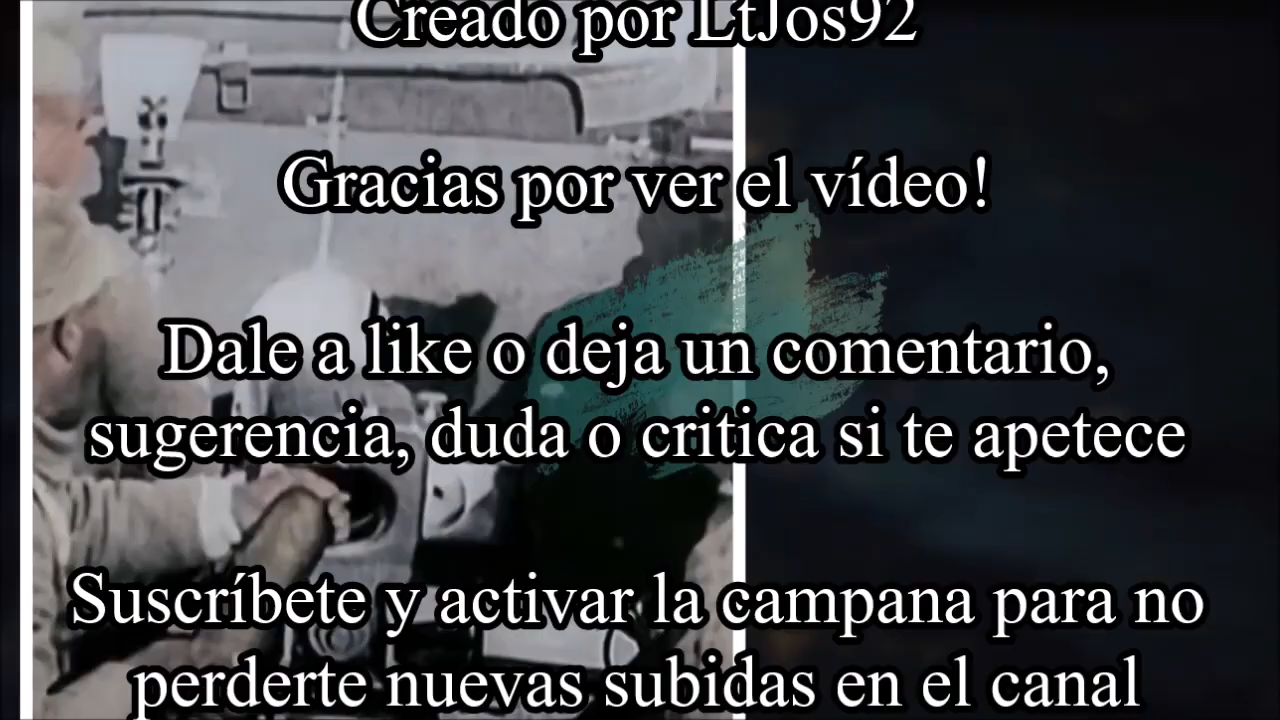 Creado por LtJos92
Gracias por ver el vídeo!
Dale a like o deja un comentario,
sugerencia, duda o critica si te apetece
Suscríbete y activar la campana para no
perderte nuevas subidas en el canal